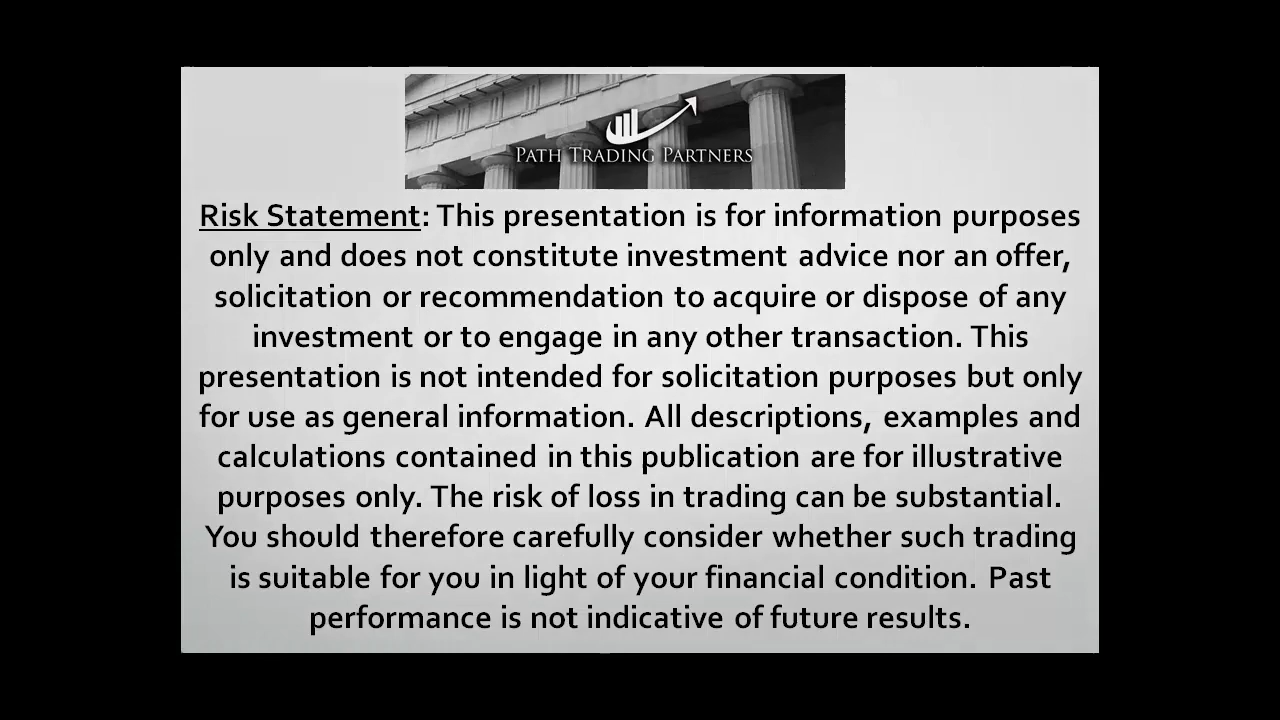 PATH TRADING PARTNERS
Risk Statement: This presentation is for information purposes
only and does not constitute investment advice nor an offer,
solicitation or recommendation to acquire or dispose of any
investment or to engage in any other transaction. This
presentation is not intended for solicitation purposes but only
for use as general information. All descriptions, examples and
calculations contained in this publication are for illustrative
purposes only. The risk of loss in trading can be substantial.
You should therefore carefully consider whether such trading
is suitable for you in light of your financial condition. Past
performance is not indicative of future results.